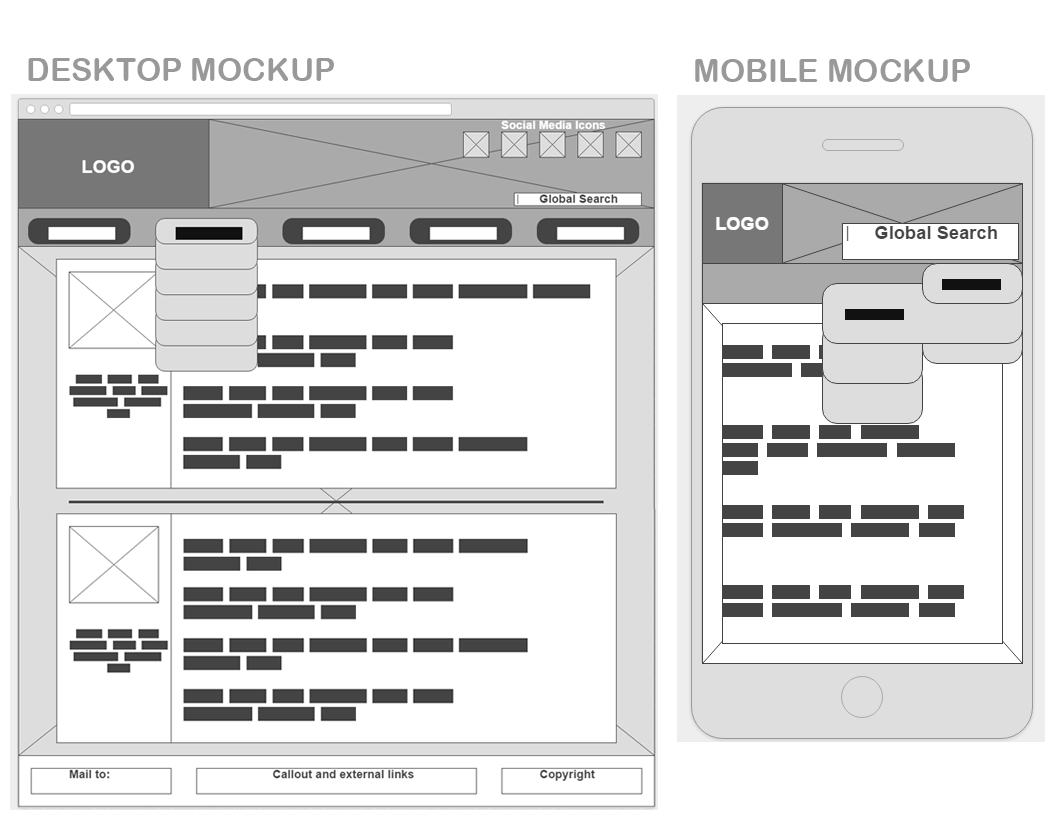 DESKTOP MOCKUP
Social Media Icons
LOGO
Global Search
Mail to:
Callout and external links
Copyright
MOBILE MOCKUP
LOGO
Global Search